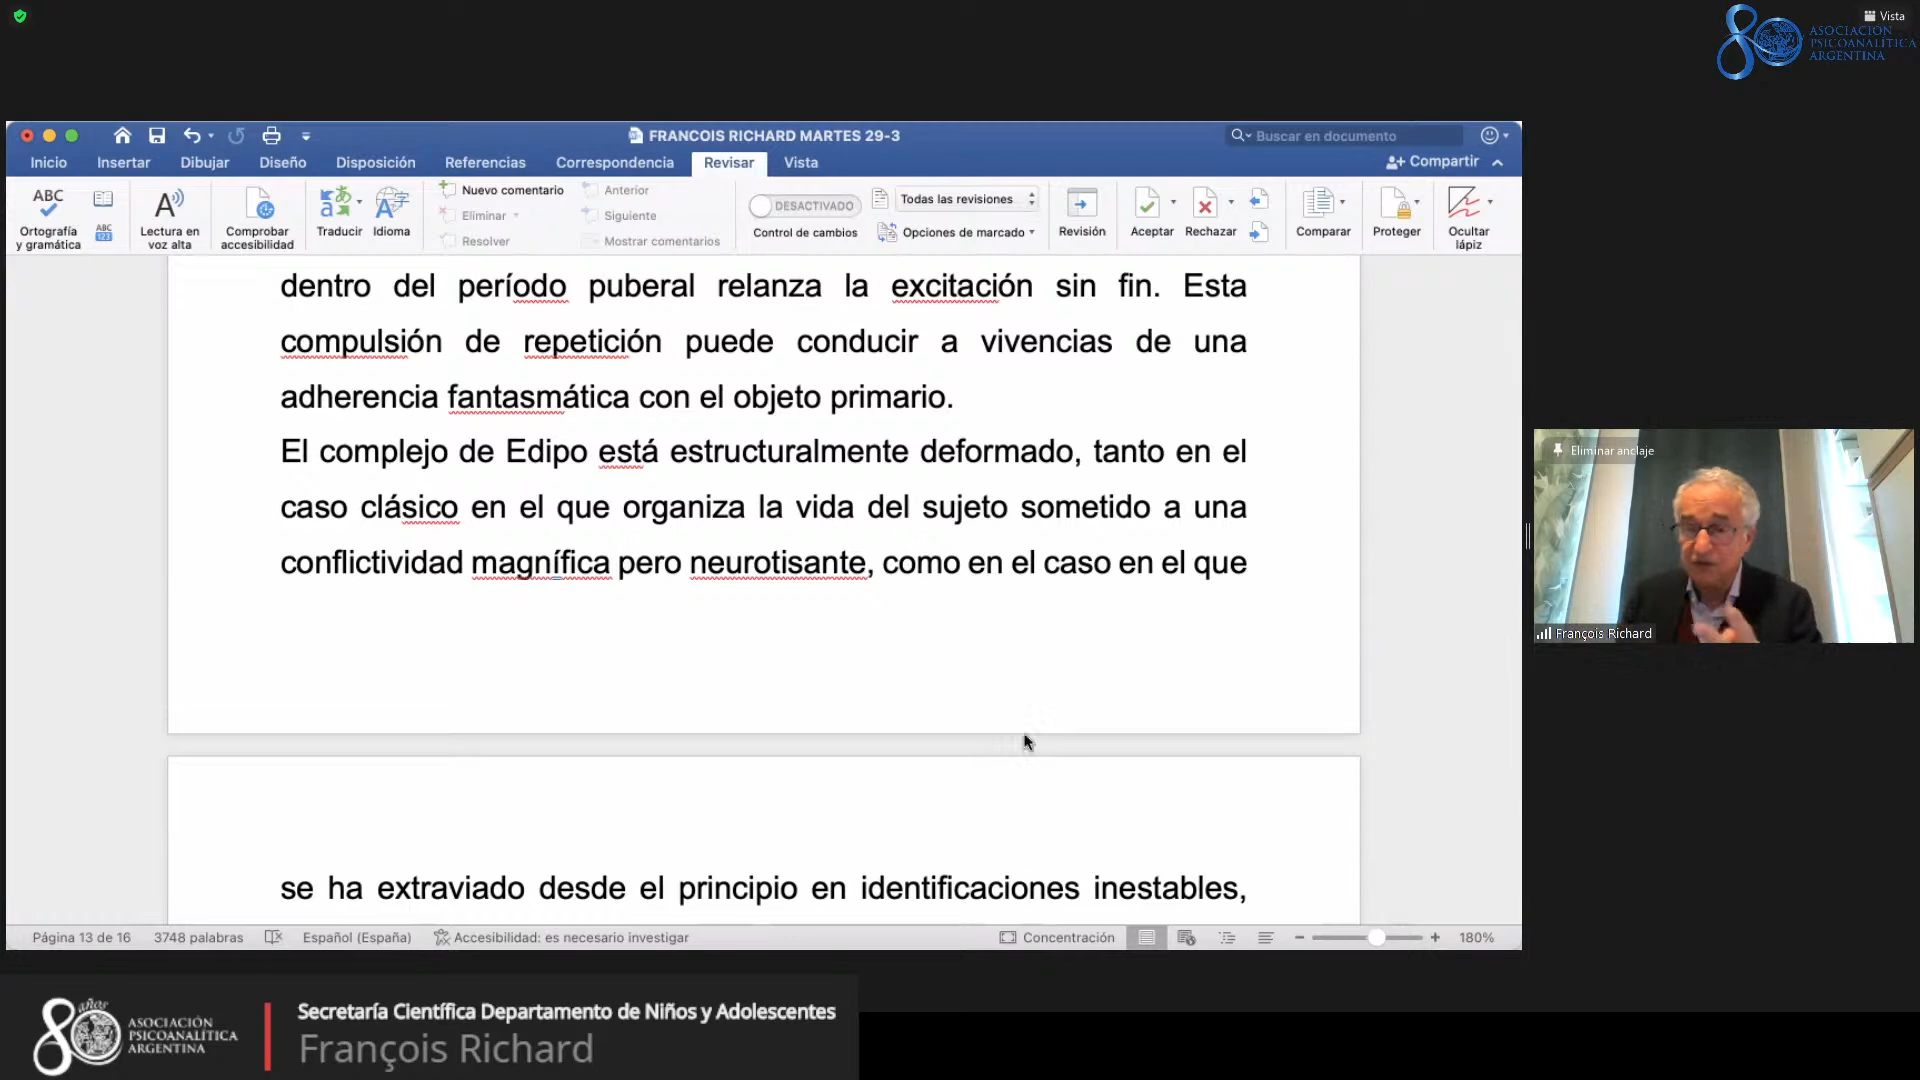 Vista
ASOCIACIÓN
PSICOANALÍTICA
ARGENTINA
FRANCOIS RICHARD MARTES 29-3
Buscar en documento
Inicio
Insertar
Dibujar
Diseño
Disposición
Referencias
Correspondencia
Revisar
Vista
Compartir
ABC
Ortografía
y gramática
ABC
123
Lectura en
voz alta
Comprobar
accesibilidad
Traducir
Idioma
Nuevo comentario
Eliminar
Resolver
Anterior
Siguiente
Mostrar comentarios
DESACTIVADO
Control de cambios
Todas las revisiones
Opciones de marcado
Revisión
Aceptar
Rechazar
Comparar
Proteger
Ocultar
lápiz
dentro del período puberal relanza la excitación sin fin. Esta
compulsión de repetición puede conducir a vivencias de una
adherencia fantasmática con el objeto primario.
El complejo de Edipo está estructuralmente deformado, tanto en el
caso clásico en el que organiza la vida del sujeto sometido a una
conflictividad magnífica pero neurotisante, como en el caso en el que
se ha extraviado desde el principio en identificaciones inestables,
Eliminar anclaje
François Richard
Página 13 de 16
3748 palabras
Español (España)
Accesibilidad: es necesario investigar
Concentración
180%
80 años
ASOCIACIÓN
PSICOANALÍTICA
ARGENTINA
Secretaría Científica Departamento de Niños y Adolescentes
François Richard